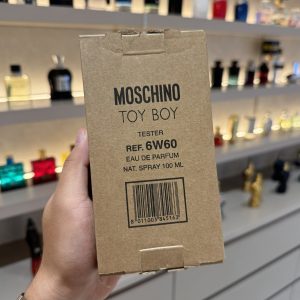 MOSCHINO
TOY BOY
TESTER
REF. 6W60
EAU DE PARFUM
NAT. SPRAY 100 ML